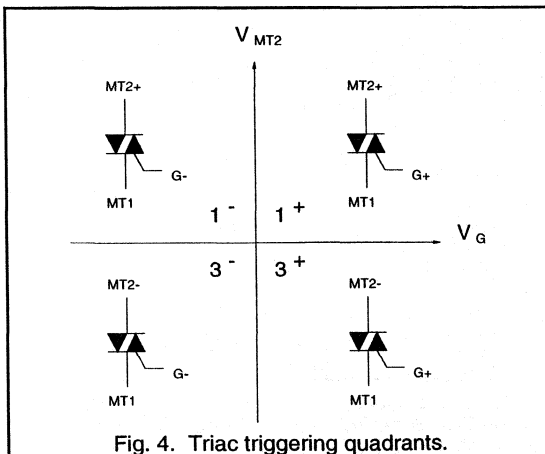 V MT2
MT2+
MT2+
G-
G+
MT1
MT1
1 - 1 +
V G
3 - 3 +
MT2-
MT2-
G-
G+
MT1
MT1
Fig. 4. Triac triggering quadrants.